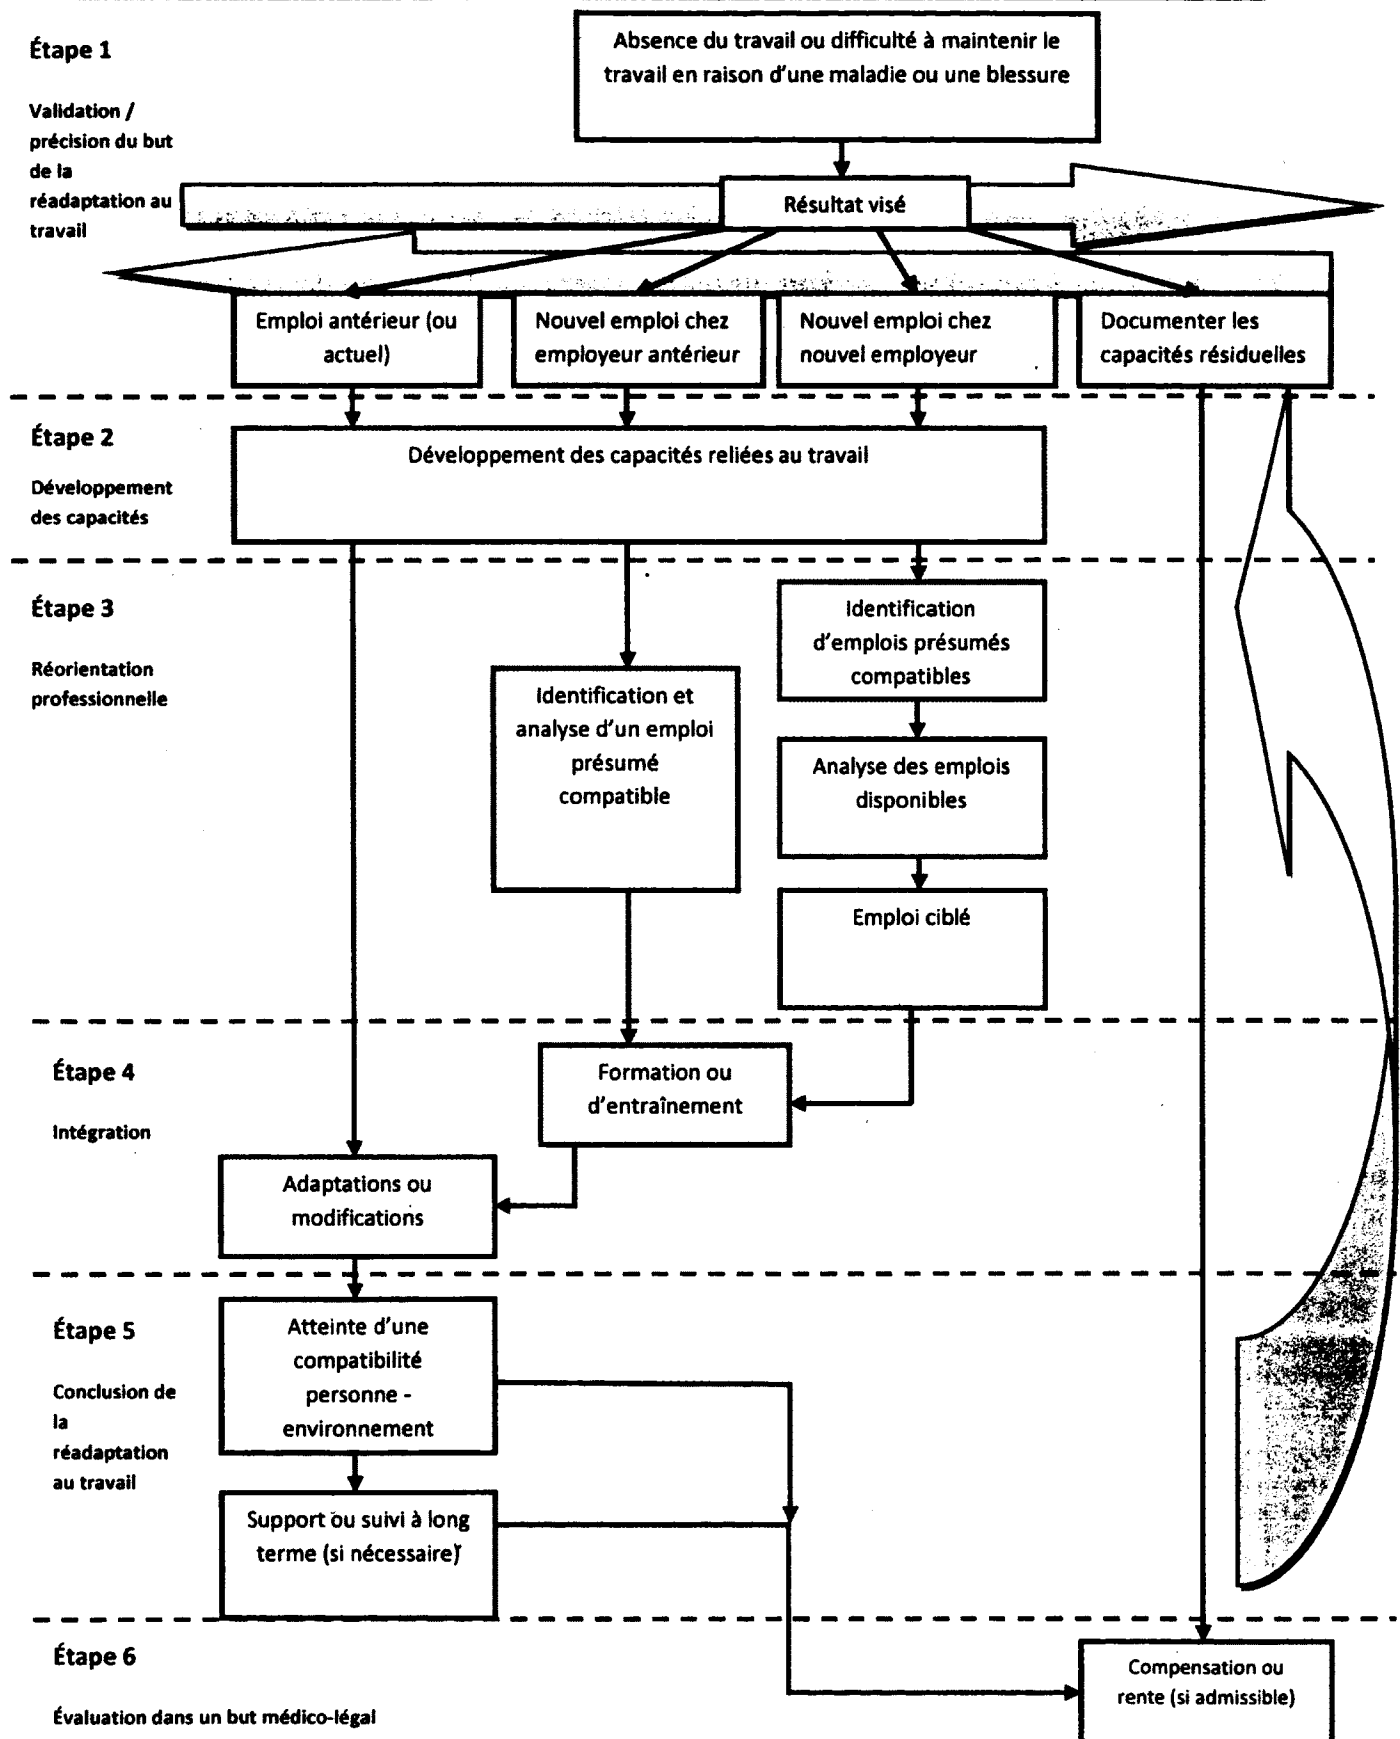 Étape 1
Validation /
précision du but
de la
réadaptation au
travail
Absence du travail ou difficulté à maintenir le
travail en raison d'une maladie ou une blessure
Résultat visé
Emploi antérieur (ou
actuel)
Nouvel emploi chez
employeur antérieur
Nouvel emploi chez
nouvel employeur
Documenter les
capacités résiduelles
Étape 2
Développement
des capacités
Développement des capacités reliées au travail
Étape 3
Réorientation
professionnelle
Identification et
analyse d'un emploi
présumé
compatible
Identification
d'emplois présumés
compatibles
Analyse des emplois
disponibles
Emploi ciblé
Étape 4
Intégration
Formation ou
d'entraînement
Adaptations ou
modifications
Étape 5
Conclusion de
la
réadaptation
au travail
Atteinte d'une
compatibilité
personne -
environnement
Support ou suivi à long
terme (si nécessaire)
Étape 6
Évaluation dans un but médico-légal
Compensation ou
rente (si admissible)